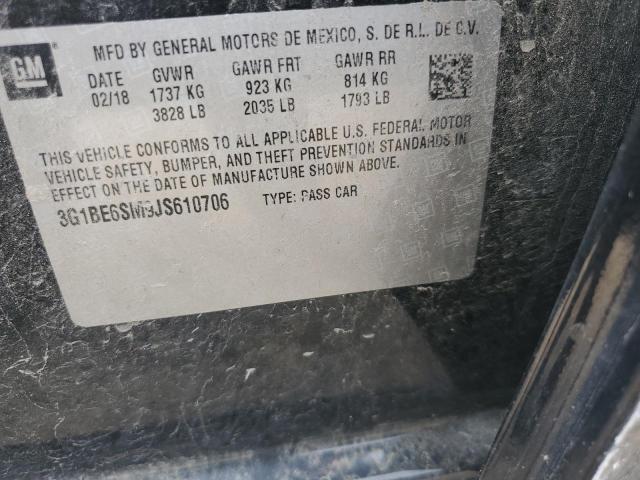 GM
MFD BY GENERAL MOTORS DE MEXICO, S. DE R.L. DE C.V.
DATE GVWR GAWR FRT GAWR RR
02/18 1737 KG 923 KG 814 KG
3828 LB 2035 LB 1793 LB
THIS VEHICLE CONFORMS TO ALL APPLICABLE U.S. FEDERAL MOTOR
VEHICLE SAFETY, BUMPER, AND THEFT PREVENTION STANDARDS IN
EFFECT ON THE DATE OF MANUFACTURE SHOWN ABOVE.
3G1BE6SM9JS610706 TYPE: PASS CAR